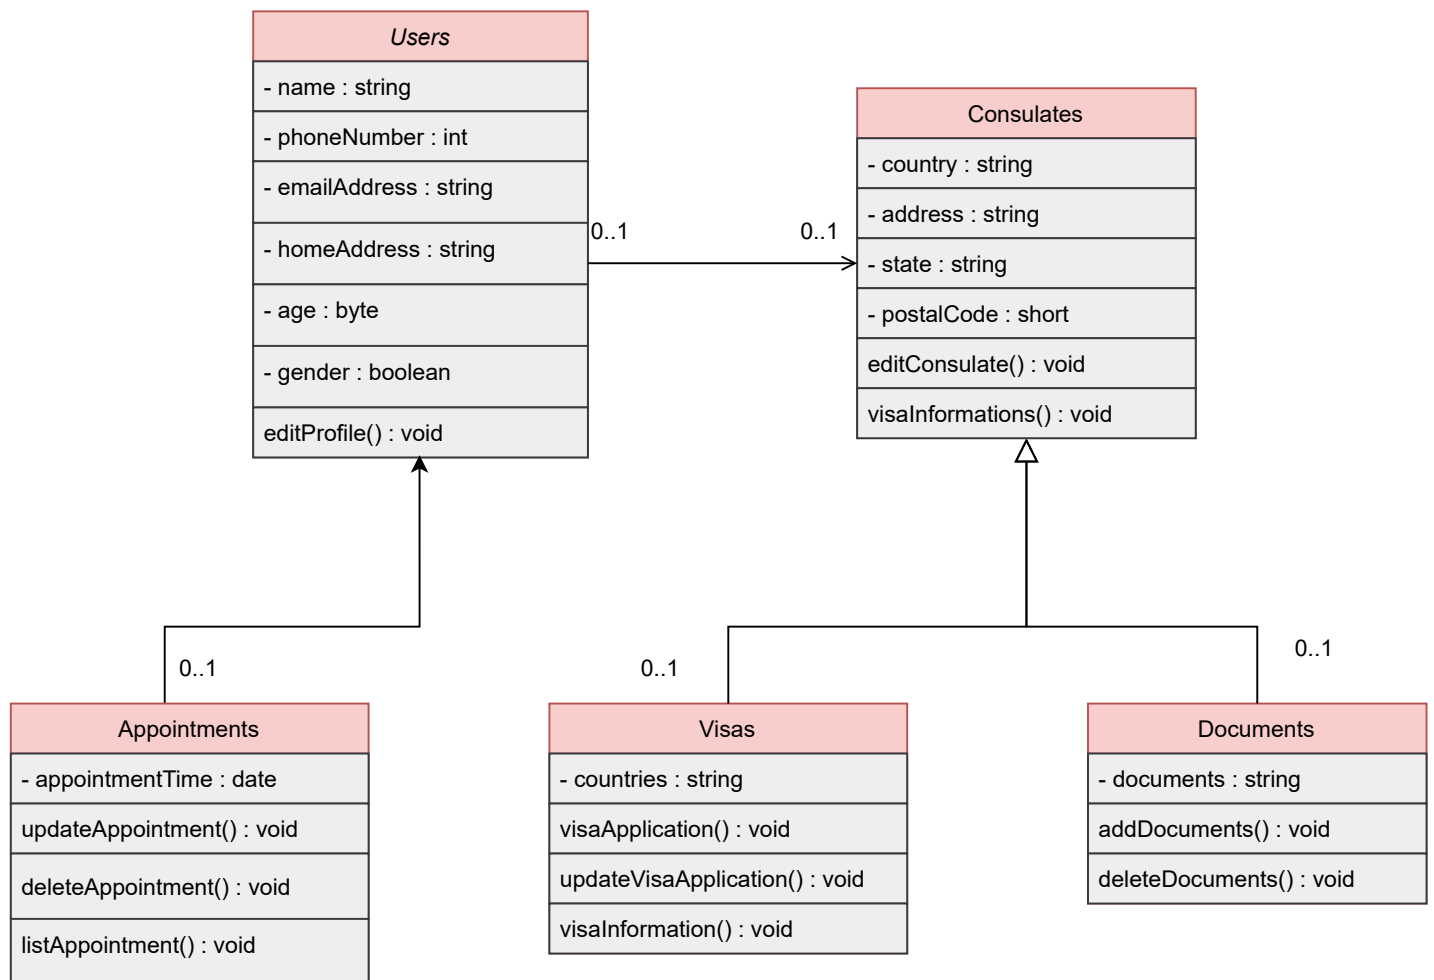 Users
- name : string
- phoneNumber : int
- emailAddress : string
- homeAddress : string
- age : byte
- gender : boolean
editProfile() : void
0..1
0..1
Consulates
- country : string
- address : string
- state : string
- postalCode : short
editConsulate() : void
visaInformations() : void
0..1
Appointments
- appointmentTime : date
updateAppointment() : void
deleteAppointment() : void
listAppointment() : void
0..1
Visas
- countries : string
visaApplication() : void
updateVisaApplication() : void
visaInformation() : void
0..1
Documents
- documents : string
addDocuments() : void
deleteDocuments() : void